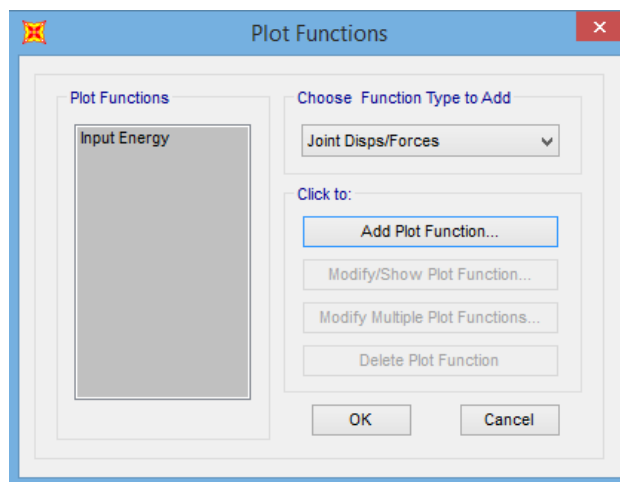 Plot Functions
Plot Functions
Input Energy
Choose Function Type to Add
Joint Disps/Forces
Click to:
Add Plot Function...
Modify/Show Plot Function...
Modify Multiple Plot Functions...
Delete Plot Function
OK
Cancel